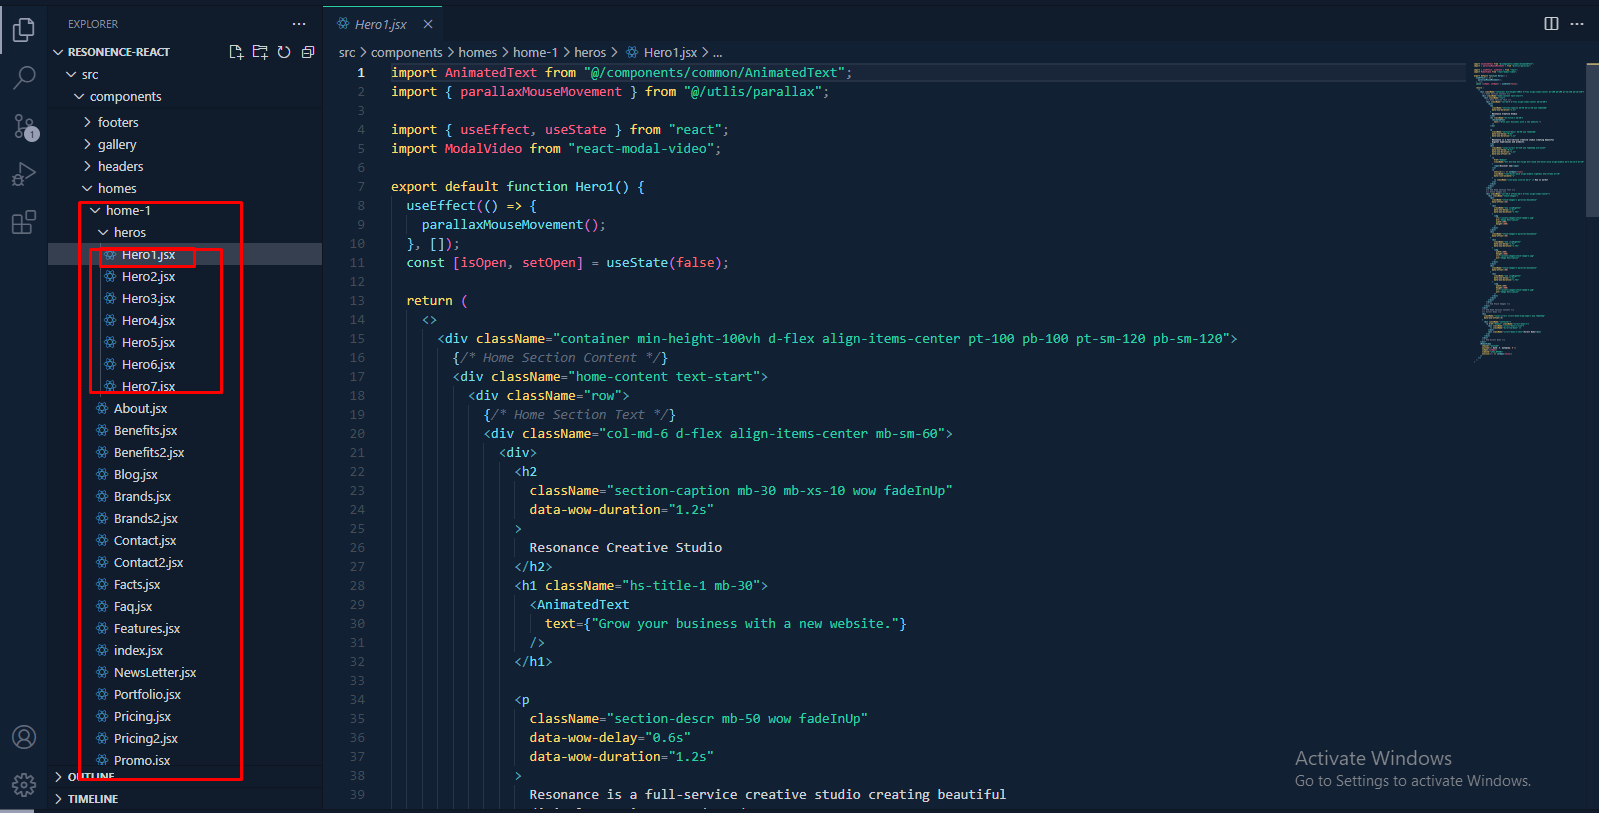 EXPLORER
RESONENCE-REACT
src
components
footers
gallery
headers
homes
home-1
heros
Hero1.jsx
Hero2.jsx
Hero3.jsx
Hero4.jsx
Hero5.jsx
Hero6.jsx
Hero7.jsx
About.jsx
Benefits.jsx
Benefits2.jsx
Blog.jsx
Brands.jsx
Brands2.jsx
Contact.jsx
Contact2.jsx
Facts.jsx
Faq.jsx
Features.jsx
index.jsx
NewsLetter.jsx
Portfolio.jsx
Pricing.jsx
Pricing2.jsx
Promo.jsx
OUTLINE
TIMELINE
1
Hero1.jsx
src > components > homes > home-1 > heros > Hero1.jsx > ...
1 import AnimatedText from "@/components/common/AnimatedText";
2 import { parallaxMouseMovement } from "@/utlis/parallax";
3
4 import { useEffect, useState } from "react";
5 import ModalVideo from "react-modal-video";
6
7 export default function Hero1() {
8 useEffect(() => {
9 parallaxMouseMovement();
10 }, []);
11 const [isOpen, setOpen] = useState(false);
12
13 return (
14 <>
15 <div className="container min-height-100vh d-flex align-items-center pt-100 pb-100 pt-sm-120 pb-sm-120">
16 {/* Home Section Content */}
17 <div className="home-content text-start">
18 <div className="row">
19 {/* Home Section Text */}
20 <div className="col-md-6 d-flex align-items-center mb-sm-60">
21 <div>
22 <h2
23 className="section-caption mb-30 mb-xs-10 wow fadeInUp"
24 data-wow-duration="1.2s"
25 >
26 Resonance Creative Studio
27 </h2>
28 <h1 className="hs-title-1 mb-30">
29 <AnimatedText
30 text={"Grow your business with a new website."}
31 />
32 </h1>
33
34 <p
35 className="section-descr mb-50 wow fadeInUp"
36 data-wow-delay="0.6s"
37 data-wow-duration="1.2s"
38 >
39 Resonance is a full-service creative studio creating beautiful
Activate Windows
Go to Settings to activate Windows.